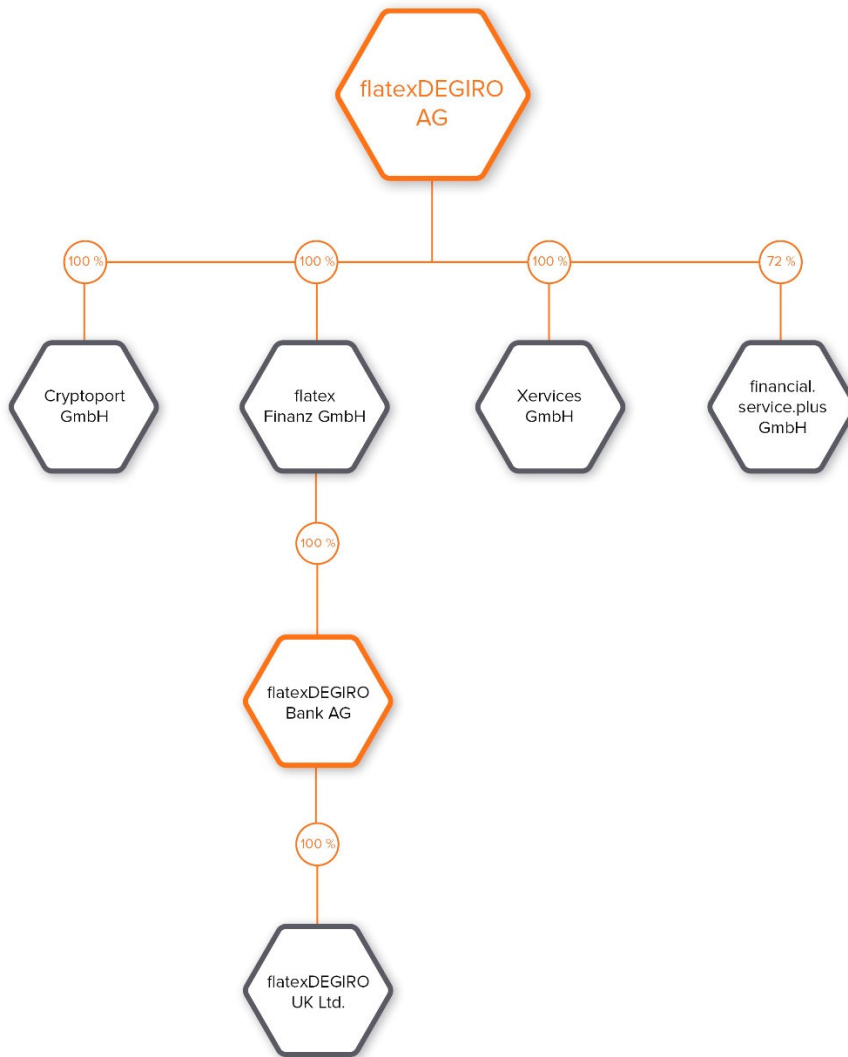 flatexDEGIRO
AG
100 %
100 %
100 %
72 %
Cryptoport
GmbH
flatex
Finanz GmbH
Xervices
GmbH
financial.
service.plus
GmbH
100 %
flatexDEGIRO
Bank AG
100 %
flatexDEGIRO
UK Ltd.